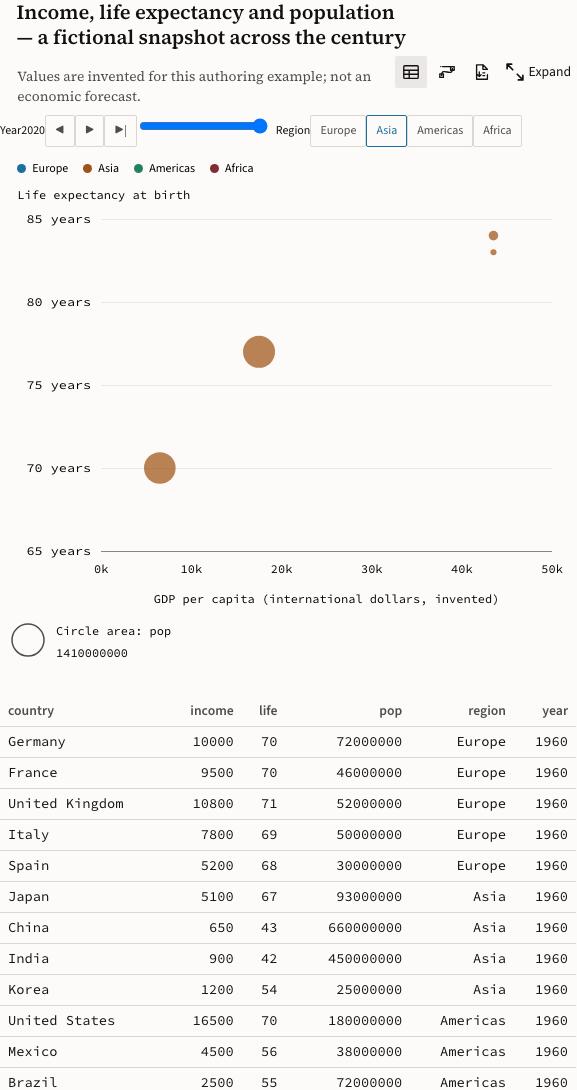 Income, life expectancy and population
— a fictional snapshot across the century
Values are invented for this authoring example; not an
economic forecast.
Expand
Year 2020
Region Europe Asia Americas Africa
Europe Asia Americas Africa
Life expectancy at birth
85 years
80 years
75 years
70 years
65 years
0k 10k 20k 30k 40k 50k
GDP per capita (international dollars, invented)
Circle area: pop
1410000000
country income life pop region year
Germany 10000 70 72000000 Europe 1960
France 9500 70 46000000 Europe 1960
United Kingdom 10800 71 52000000 Europe 1960
Italy 7800 69 50000000 Europe 1960
Spain 5200 68 30000000 Europe 1960
Japan 5100 67 93000000 Asia 1960
China 650 43 660000000 Asia 1960
India 900 42 450000000 Asia 1960
Korea 1200 54 25000000 Asia 1960
United States 16500 70 180000000 Americas 1960
Mexico 4500 56 38000000 Americas 1960
Brazil 2500 55 72000000 Americas 1960